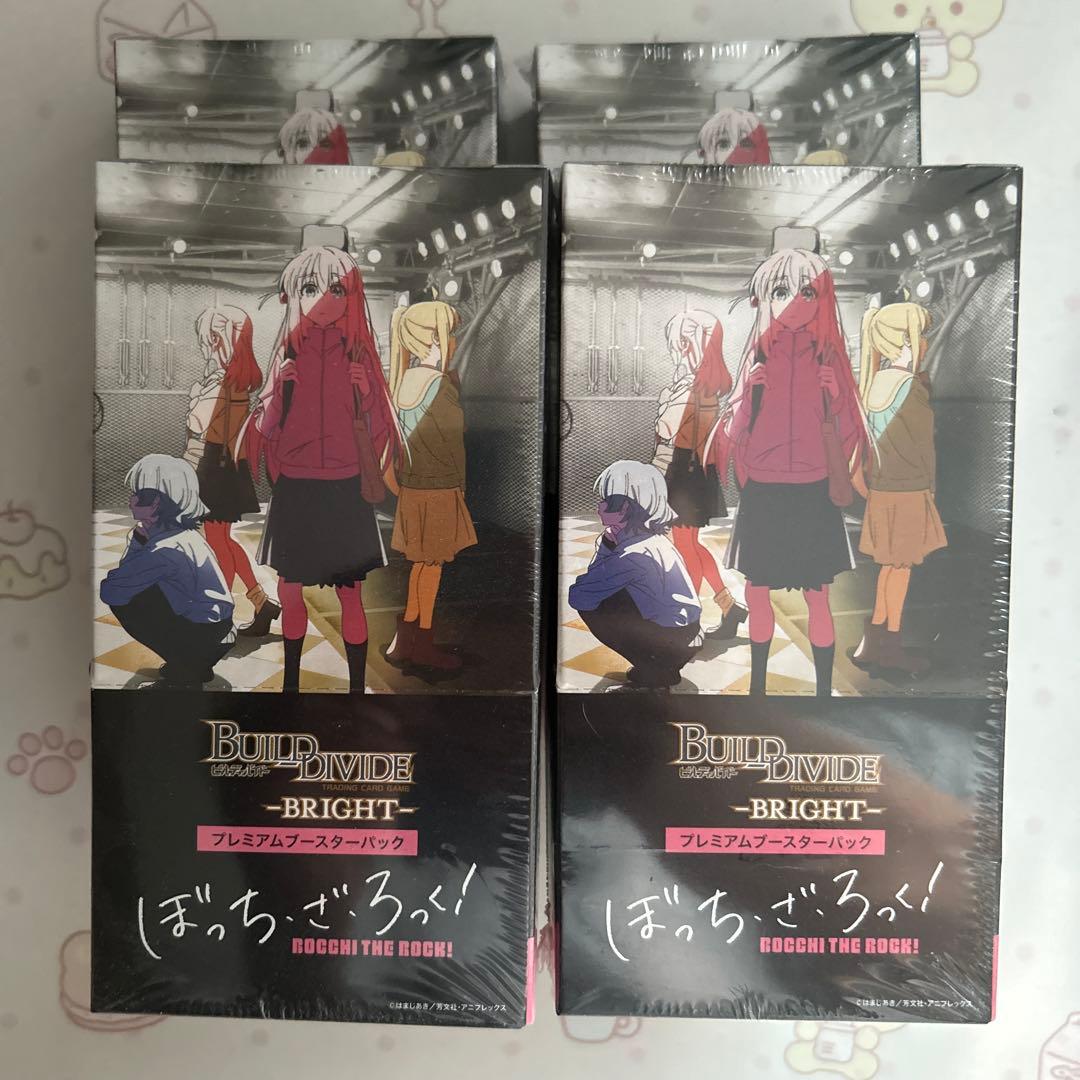 BUILD DIVIDE
ビルディバイド
TRADING CARD GAME
-BRIGHT-
プレミアムブースターパック
ぼっち・ざ・ろっく!
BOCCHI THE ROCK!
©はまじあき/芳文社・アニプレックス
BUILD DIVIDE
ビルディバイド
TRADING CARD GAME
-BRIGHT-
プレミアムブースターパック
ぼっち・ざ・ろっく!
BOCCHI THE ROCK!
©はまじあき/芳文社・アニプレックス